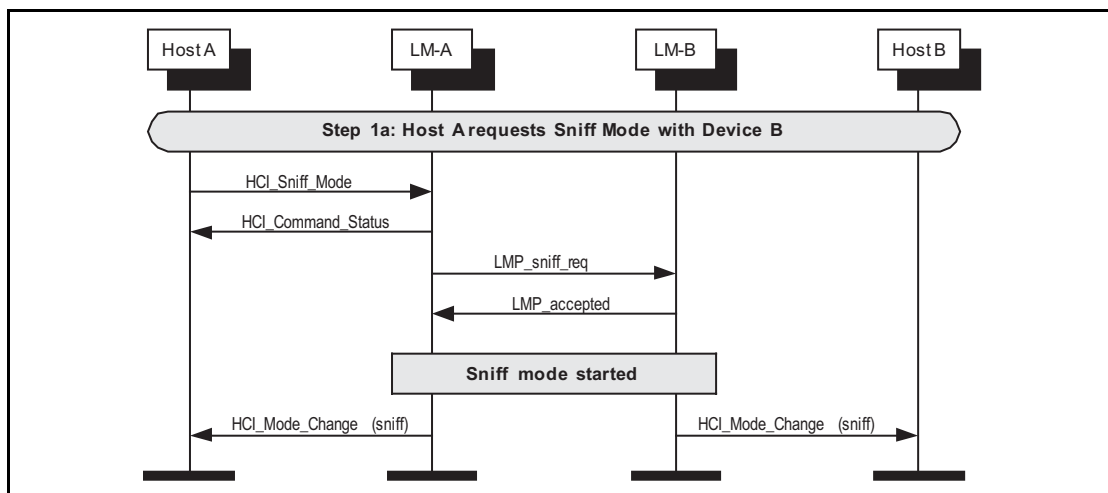 Host A
LM-A
LM-B
Host B
Step 1a: Host A requests Sniff Mode with Device B
HCI_Sniff_Mode
HCI_Command_Status
LMP_sniff_req
LMP_accepted
Sniff mode started
HCI_Mode_Change (sniff)
HCI_Mode_Change (sniff)